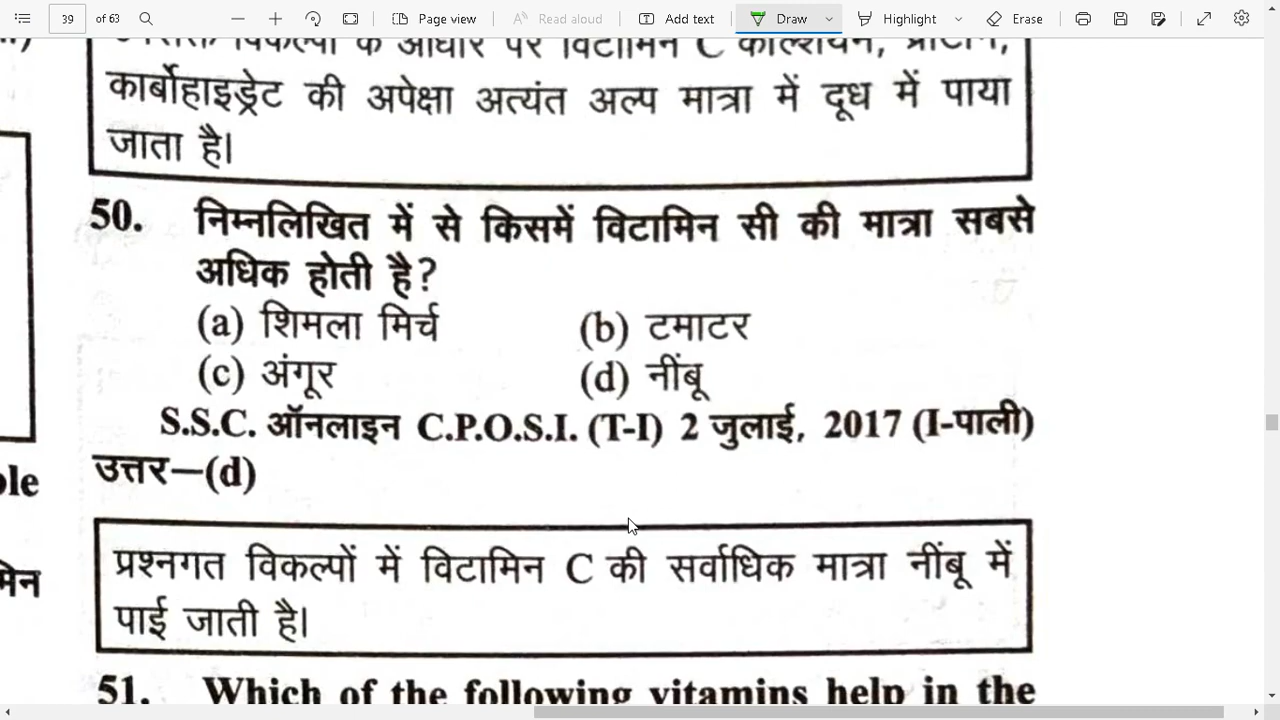 39 of 63 Page view Read aloud Add text Draw Highlight Erase
के आधार पर विटामिन C
कार्बोहाइड्रेट की अपेक्षा अत्यंत अल्प मात्रा में दूध में पाया
जाता है।
50. निम्नलिखित में से किसमें विटामिन सी की मात्रा सबसे
अधिक होती है?
(a) शिमला मिर्च (b) टमाटर
(c) अंगूर (d) नींबू
S.S.C. ऑनलाइन C.P.O.S.I. (T-I) 2 जुलाई, 2017 (I-पाली)
उत्तर—(d)
प्रश्नगत विकल्पों में विटामिन C की सर्वाधिक मात्रा नींबू में
पाई जाती है।
51. Which of the following vitamins help in the